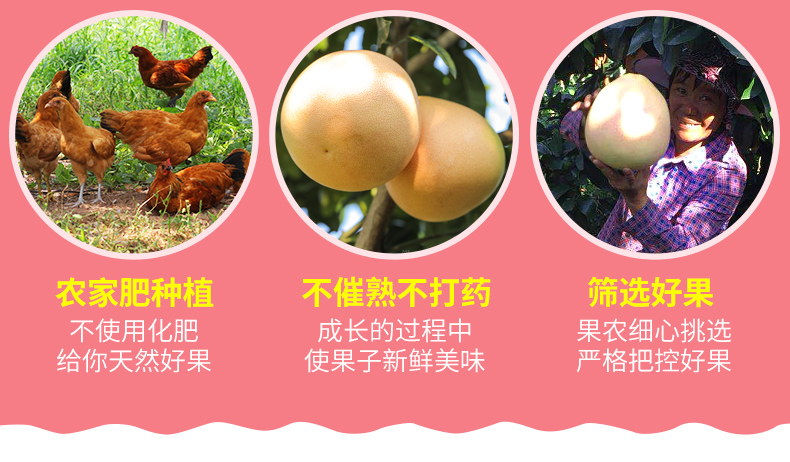 农家肥种植
不使用化肥
给你天然好果
不催熟不打药
成长的过程中
使果子新鲜美味
筛选好果
果农细心挑选
严格把控好果